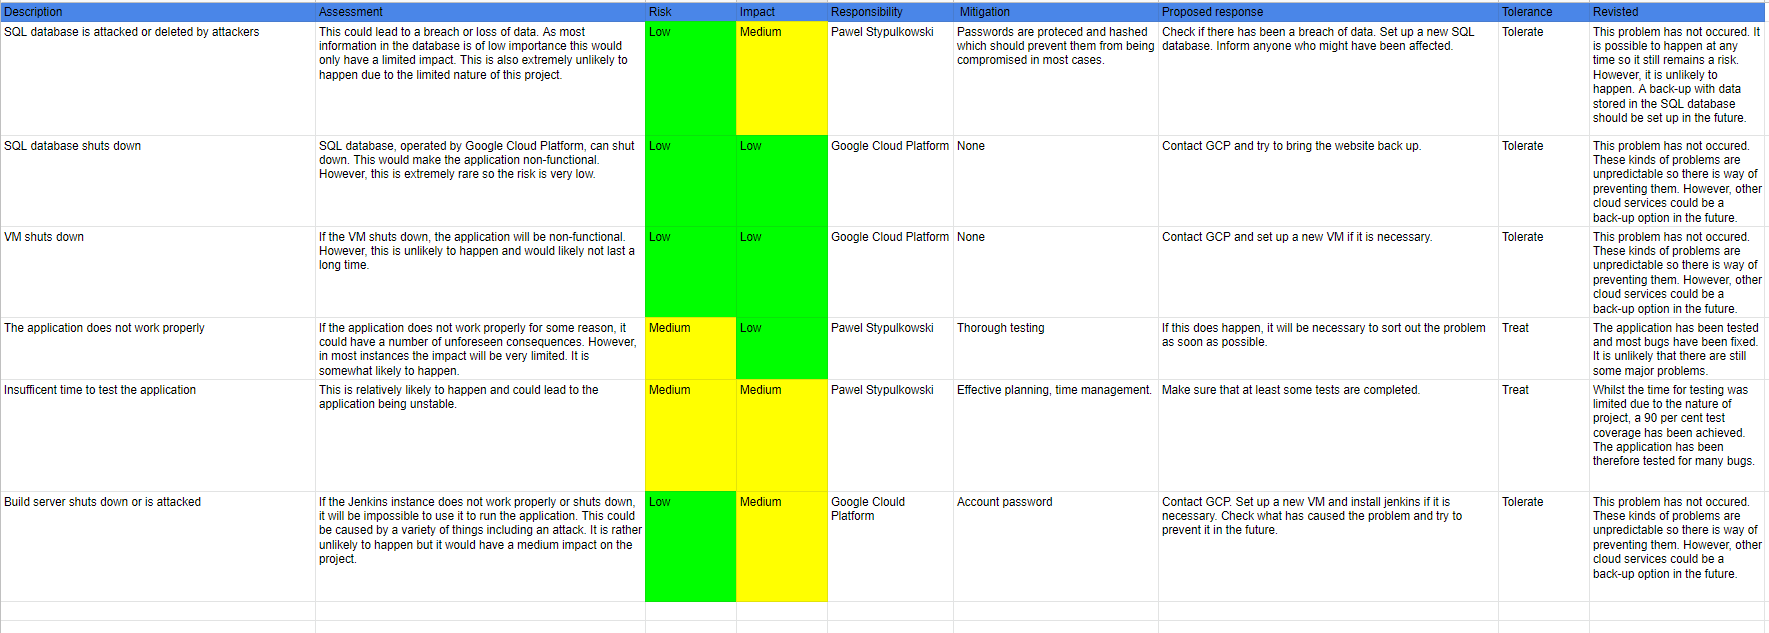 Description Assessment Risk Impact Responsibility Mitigation Proposed response Tolerance Revisted
SQL database is attacked or deleted by attackers
This could lead to a breach or loss of data. As most
information in the database is of low importance this would
only have a limited impact. This is also extremely unlikely to
happen due to the limited nature of this project.
Low
Medium
Pawel Stypulkowski
Passwords are proteced and hashed
which should prevent them from being
compromised in most cases.
Check if there has been a breach of data. Set up a new SQL
database. Inform anyone who might have been affected.
Tolerate
This problem has not occured. It
is possible to happen at any
time so it still remains a risk.
However, it is unlikely to
happen. A back-up with data
stored in the SQL database
should be set up in the future.
SQL database shuts down
SQL database, operated by Google Cloud Platform, can shut
down. This would make the application non-functional.
However, this is extremely rare so the risk is very low.
Low
Low
Google Cloud Platform
None
Contact GCP and try to bring the website back up.
Tolerate
This problem has not occured.
These kinds of problems are
unpredictable so there is way of
preventing them. However, other
cloud services could be a
back-up option in the future.
VM shuts down
If the VM shuts down, the application will be non-functional.
However, this is unlikely to happen and would likely not last a
long time.
Low
Low
Google Cloud Platform
None
Contact GCP and set up a new VM if it is necessary.
Tolerate
This problem has not occured.
These kinds of problems are
unpredictable so there is way of
preventing them. However, other
cloud services could be a
back-up option in the future.
The application does not work properly
If the application does not work properly for some reason, it
could have a number of unforeseen consequences. However,
in most instances the impact will be very limited. It is
somewhat likely to happen.
Medium
Low
Pawel Stypulkowski
Thorough testing
If this does happen, it will be necessary to sort out the problem
as soon as possible.
Treat
The application has been tested
and most bugs have been fixed.
It is unlikely that there are still
some major problems.
Insufficient time to test the application
This is relatively likely to happen and could lead to the
application being unstable.
Medium
Medium
Pawel Stypulkowski
Effective planning, time management.
Make sure that at least some tests are completed.
Treat
Whilst the time for testing was
limited due to the nature of
project, a 90 per cent test
coverage has been achieved.
The application has been
therefore tested for many bugs.
Build server shuts down or is attacked
If the Jenkins instance does not work properly or shuts down,
it will be impossible to use it to run the application. This could
be caused by a variety of things including an attack. It is rather
unlikely to happen but it would have a medium impact on the
project.
Low
Medium
Google Clould
Platform
Account password
Contact GCP. Set up a new VM and install jenkins if it is
necessary. Check what has caused the problem and try to
prevent it in the future.
Tolerate
This problem has not occured.
These kinds of problems are
unpredictable so there is way of
preventing them. However, other
cloud services could be a
back-up option in the future.